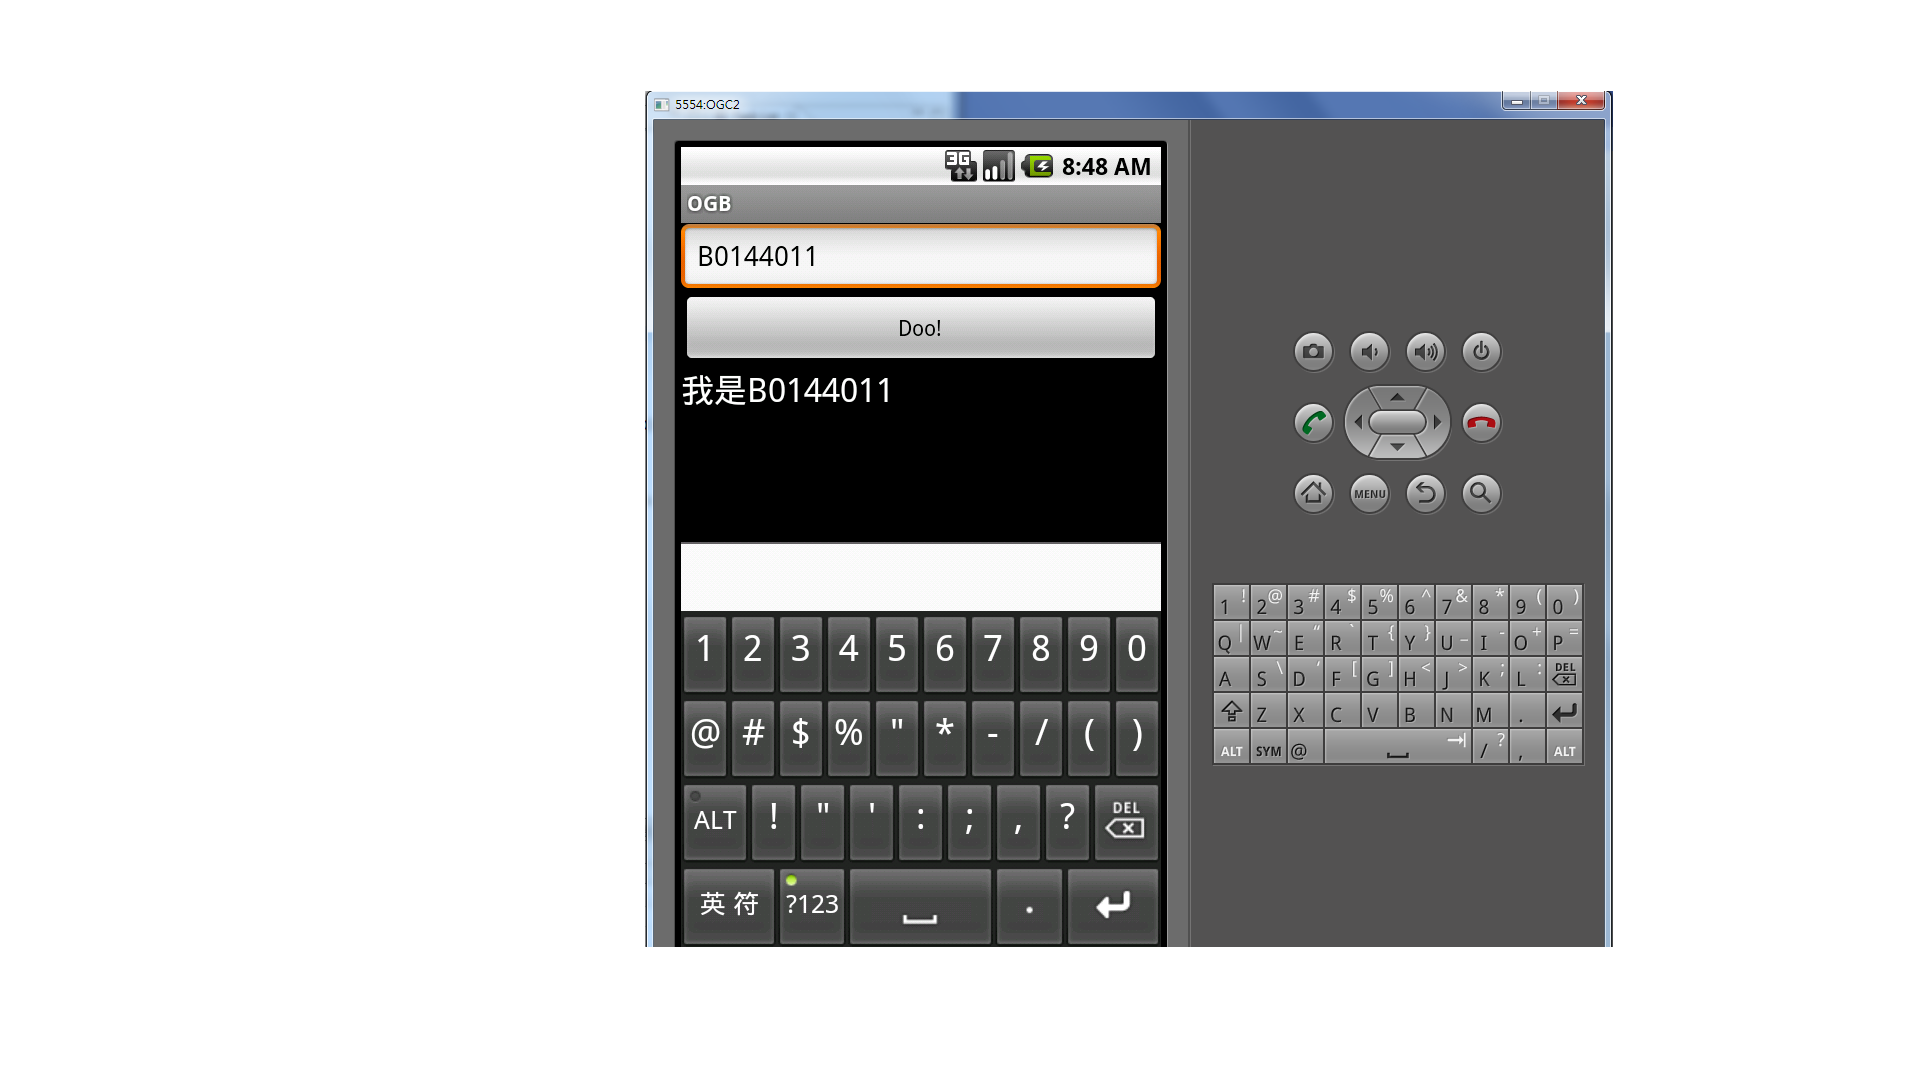 5554:OGC2
3G 8:48 AM
OGB
B0144011
Doo!
我是B0144011
1 2 3 4 5 6 7 8 9 0
@ # $ % " * - / ( )
ALT ! " ' : ; , ? DEL
英 符 ?123 .
MENU
1 ! 2 @ 3 # 4 $ 5 % 6 ^ 7 & 8 * 9 ( 0 )
Q | W ~ E “ R ` T { Y } U _ I - O + P =
A S \ D ' F [ G ] H < J > K ; L : DEL
Z X C V B N M .
ALT SYM @ / ? , ALT